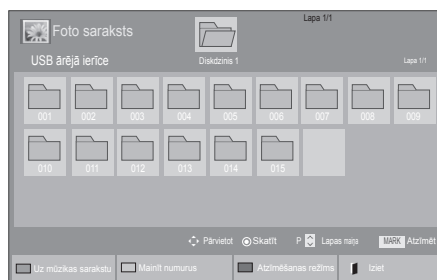 Lapa 1/1
Foto saraksts
USB ārējā ierīce
Diskdzinis 1
Lapa 1/1
001 002 003 004 005 006 007 008 009
010 011 012 013 014 015
Pārvietot Skatīt P Lapas maiņa MARK Atzīmēt
Uz mūzikas sarakstu Mainīt numurus Atzīmēšanas režīms Iziet